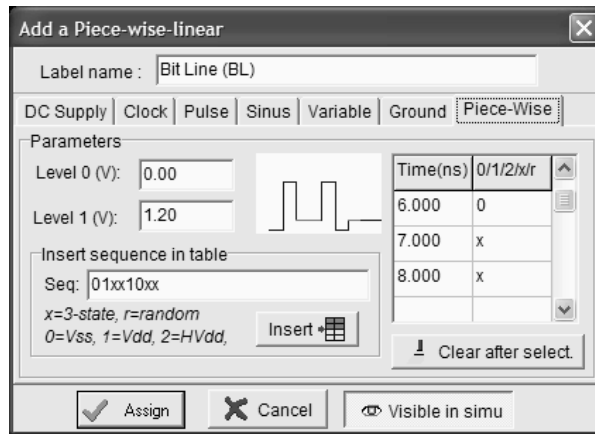 Add a Piece-wise-linear
Label name : Bit Line (BL)
DC Supply Clock Pulse Sinus Variable Ground Piece-Wise
Parameters
Level 0 (V): 0.00
Level 1 (V): 1.20
Insert sequence in table
Seq: 01xx10xx
x=3-state, r=random
0=Vss, 1=Vdd, 2=HVdd,
Insert
Time(ns) 0/1/2/x/r
6.000 0
7.000 x
8.000 x
Clear after select.
Assign Cancel Visible in simu